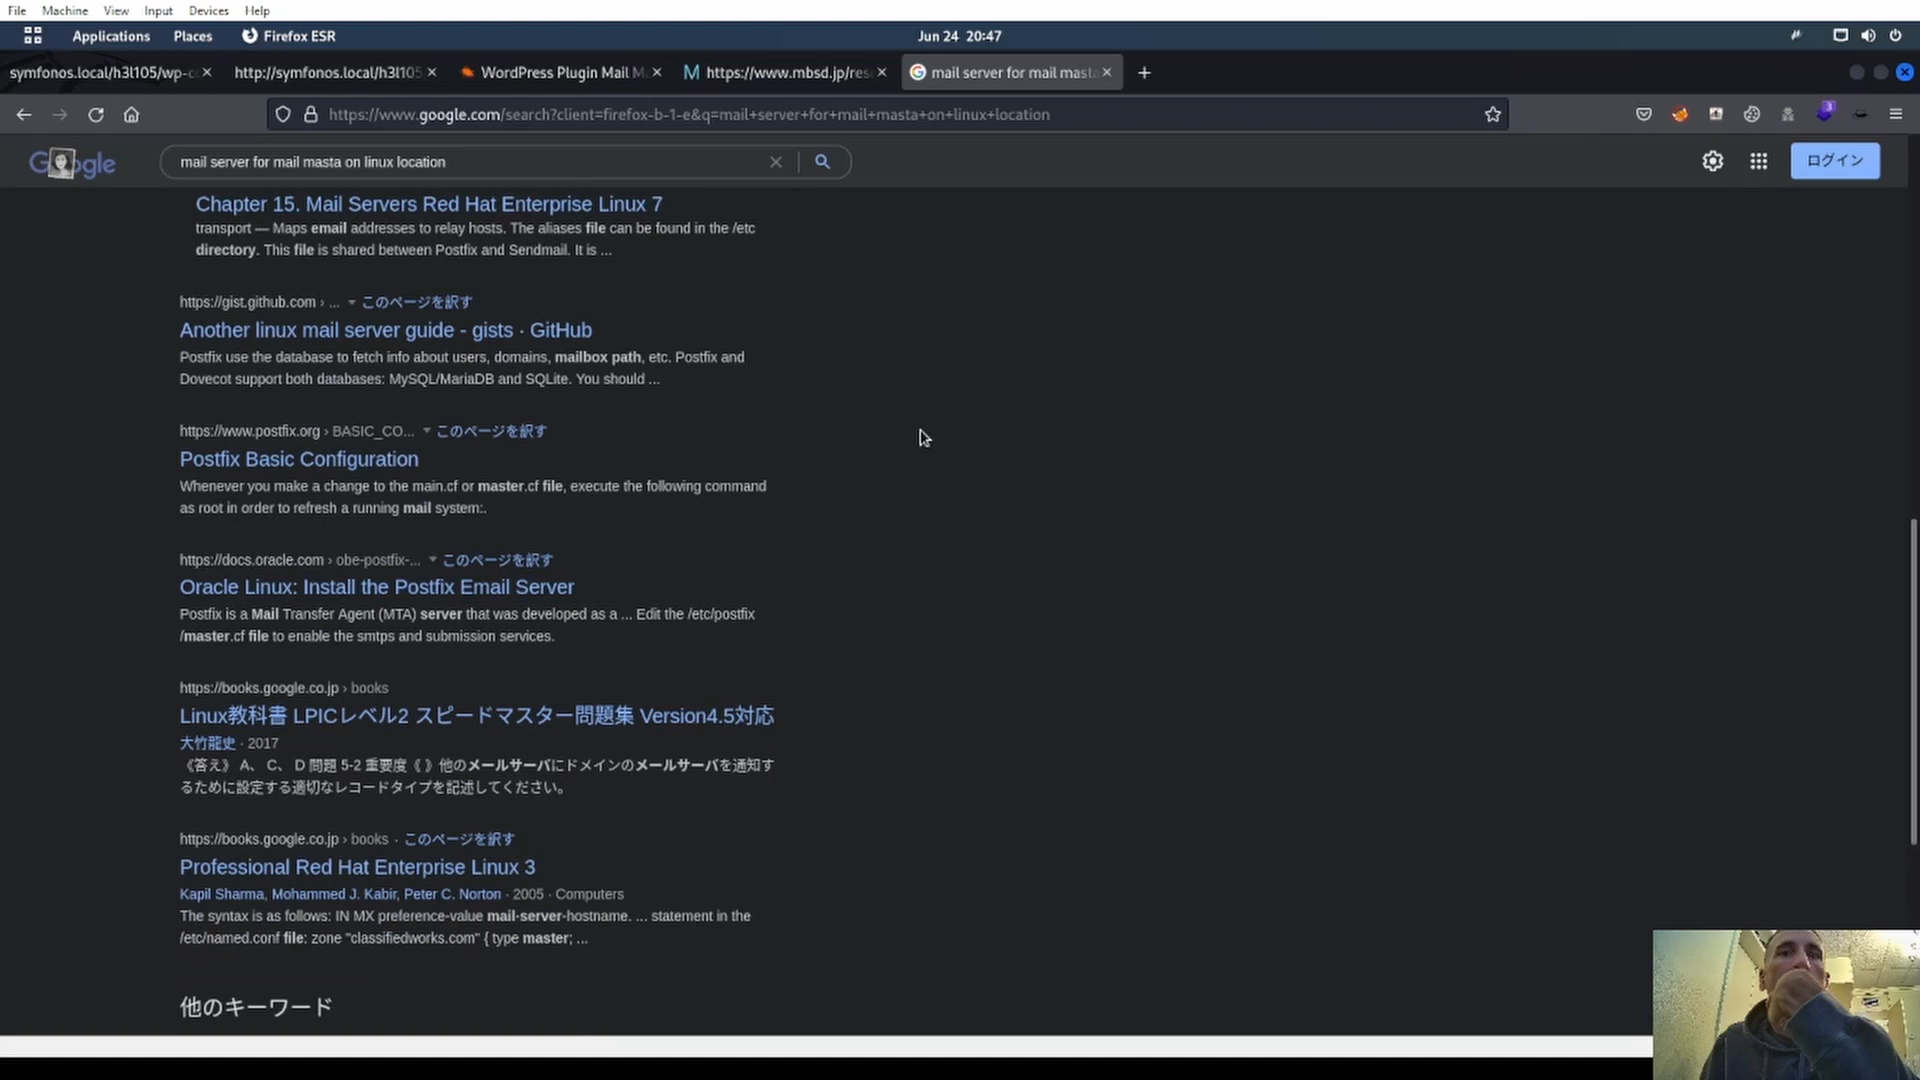 File Machine View Input Devices Help
Applications Places Firefox ESR Jun 24 20:47
symfonos.local/h3l105/wp-c http://symfonos.local/h3l105 WordPress Plugin Mail M https://www.mbsd.jp/res mail server for mail masta
https://www.google.com/search?client=firefox-b-1-e&q=mail+server+for+mail+masta+on+linux+location 3
Google mail server for mail masta on linux location ログイン
Chapter 15. Mail Servers Red Hat Enterprise Linux 7
transport — Maps email addresses to relay hosts. The aliases file can be found in the /etc
directory. This file is shared between Postfix and Sendmail. It is ...
https://gist.github.com › ... このページを訳す
Another linux mail server guide - gists · GitHub
Postfix use the database to fetch info about users, domains, mailbox path, etc. Postfix and
Dovecot support both databases: MySQL/MariaDB and SQLite. You should ...
https://www.postfix.org › BASIC_CO... このページを訳す
Postfix Basic Configuration
Whenever you make a change to the main.cf or master.cf file, execute the following command
as root in order to refresh a running mail system:.
https://docs.oracle.com › obe-postfix-... このページを訳す
Oracle Linux: Install the Postfix Email Server
Postfix is a Mail Transfer Agent (MTA) server that was developed as a ... Edit the /etc/postfix
/master.cf file to enable the smtps and submission services.
https://books.google.co.jp › books
Linux教科書 LPICレベル2 スピードマスター問題集 Version4.5対応
大竹龍史 · 2017
《答え》 A、 C、 D 問題 5-2 重要度《 》他のメールサーバにドメインのメールサーバを通知す
るために設定する適切なレコードタイプを記述してください。
https://books.google.co.jp › books · このページを訳す
Professional Red Hat Enterprise Linux 3
Kapil Sharma, Mohammed J. Kabir, Peter C. Norton · 2005 · Computers
The syntax is as follows: IN MX preference-value mail-server-hostname. ... statement in the
/etc/named.conf file: zone "classifiedworks.com" { type master; ...
他のキーワード